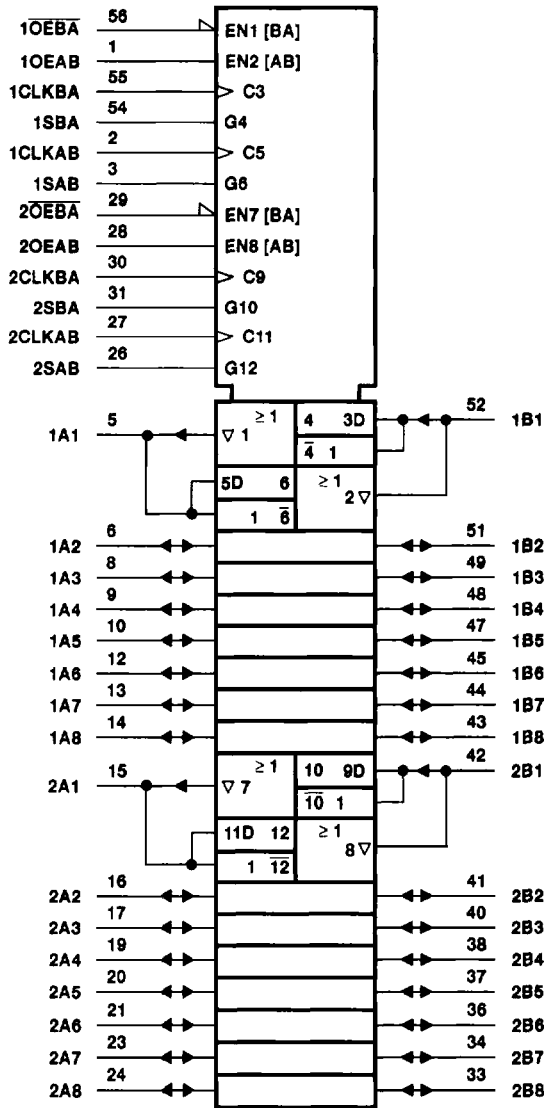 56 1O͞E͞B͞A͞ EN1 [BA]
1 1OEAB EN2 [AB]
55 1CLKBA C3
54 1SBA G4
2 1CLKAB C5
3 1SAB G6
29 2O͞E͞B͞A͞ EN7 [BA]
28 2OEAB EN8 [AB]
30 2CLKBA C9
31 2SBA G10
27 2CLKAB C11
26 2SAB G12
1A1 5 ≥ 1 ▽ 1 4 3D 52 1B1
4̅ 1
5D 6 ≥ 1
1 6̅ 2 ▽
1A2 6 51 1B2
1A3 8 49 1B3
1A4 9 48 1B4
1A5 10 47 1B5
1A6 12 45 1B6
1A7 13 44 1B7
1A8 14 43 1B8
2A1 15 ≥ 1 ▽ 7 10 9D 42 2B1
1̅0̅ 1
11D 12 ≥ 1
1 1̅2̅ 8 ▽
2A2 16 41 2B2
2A3 17 40 2B3
2A4 19 38 2B4
2A5 20 37 2B5
2A6 21 36 2B6
2A7 23 34 2B7
2A8 24 33 2B8